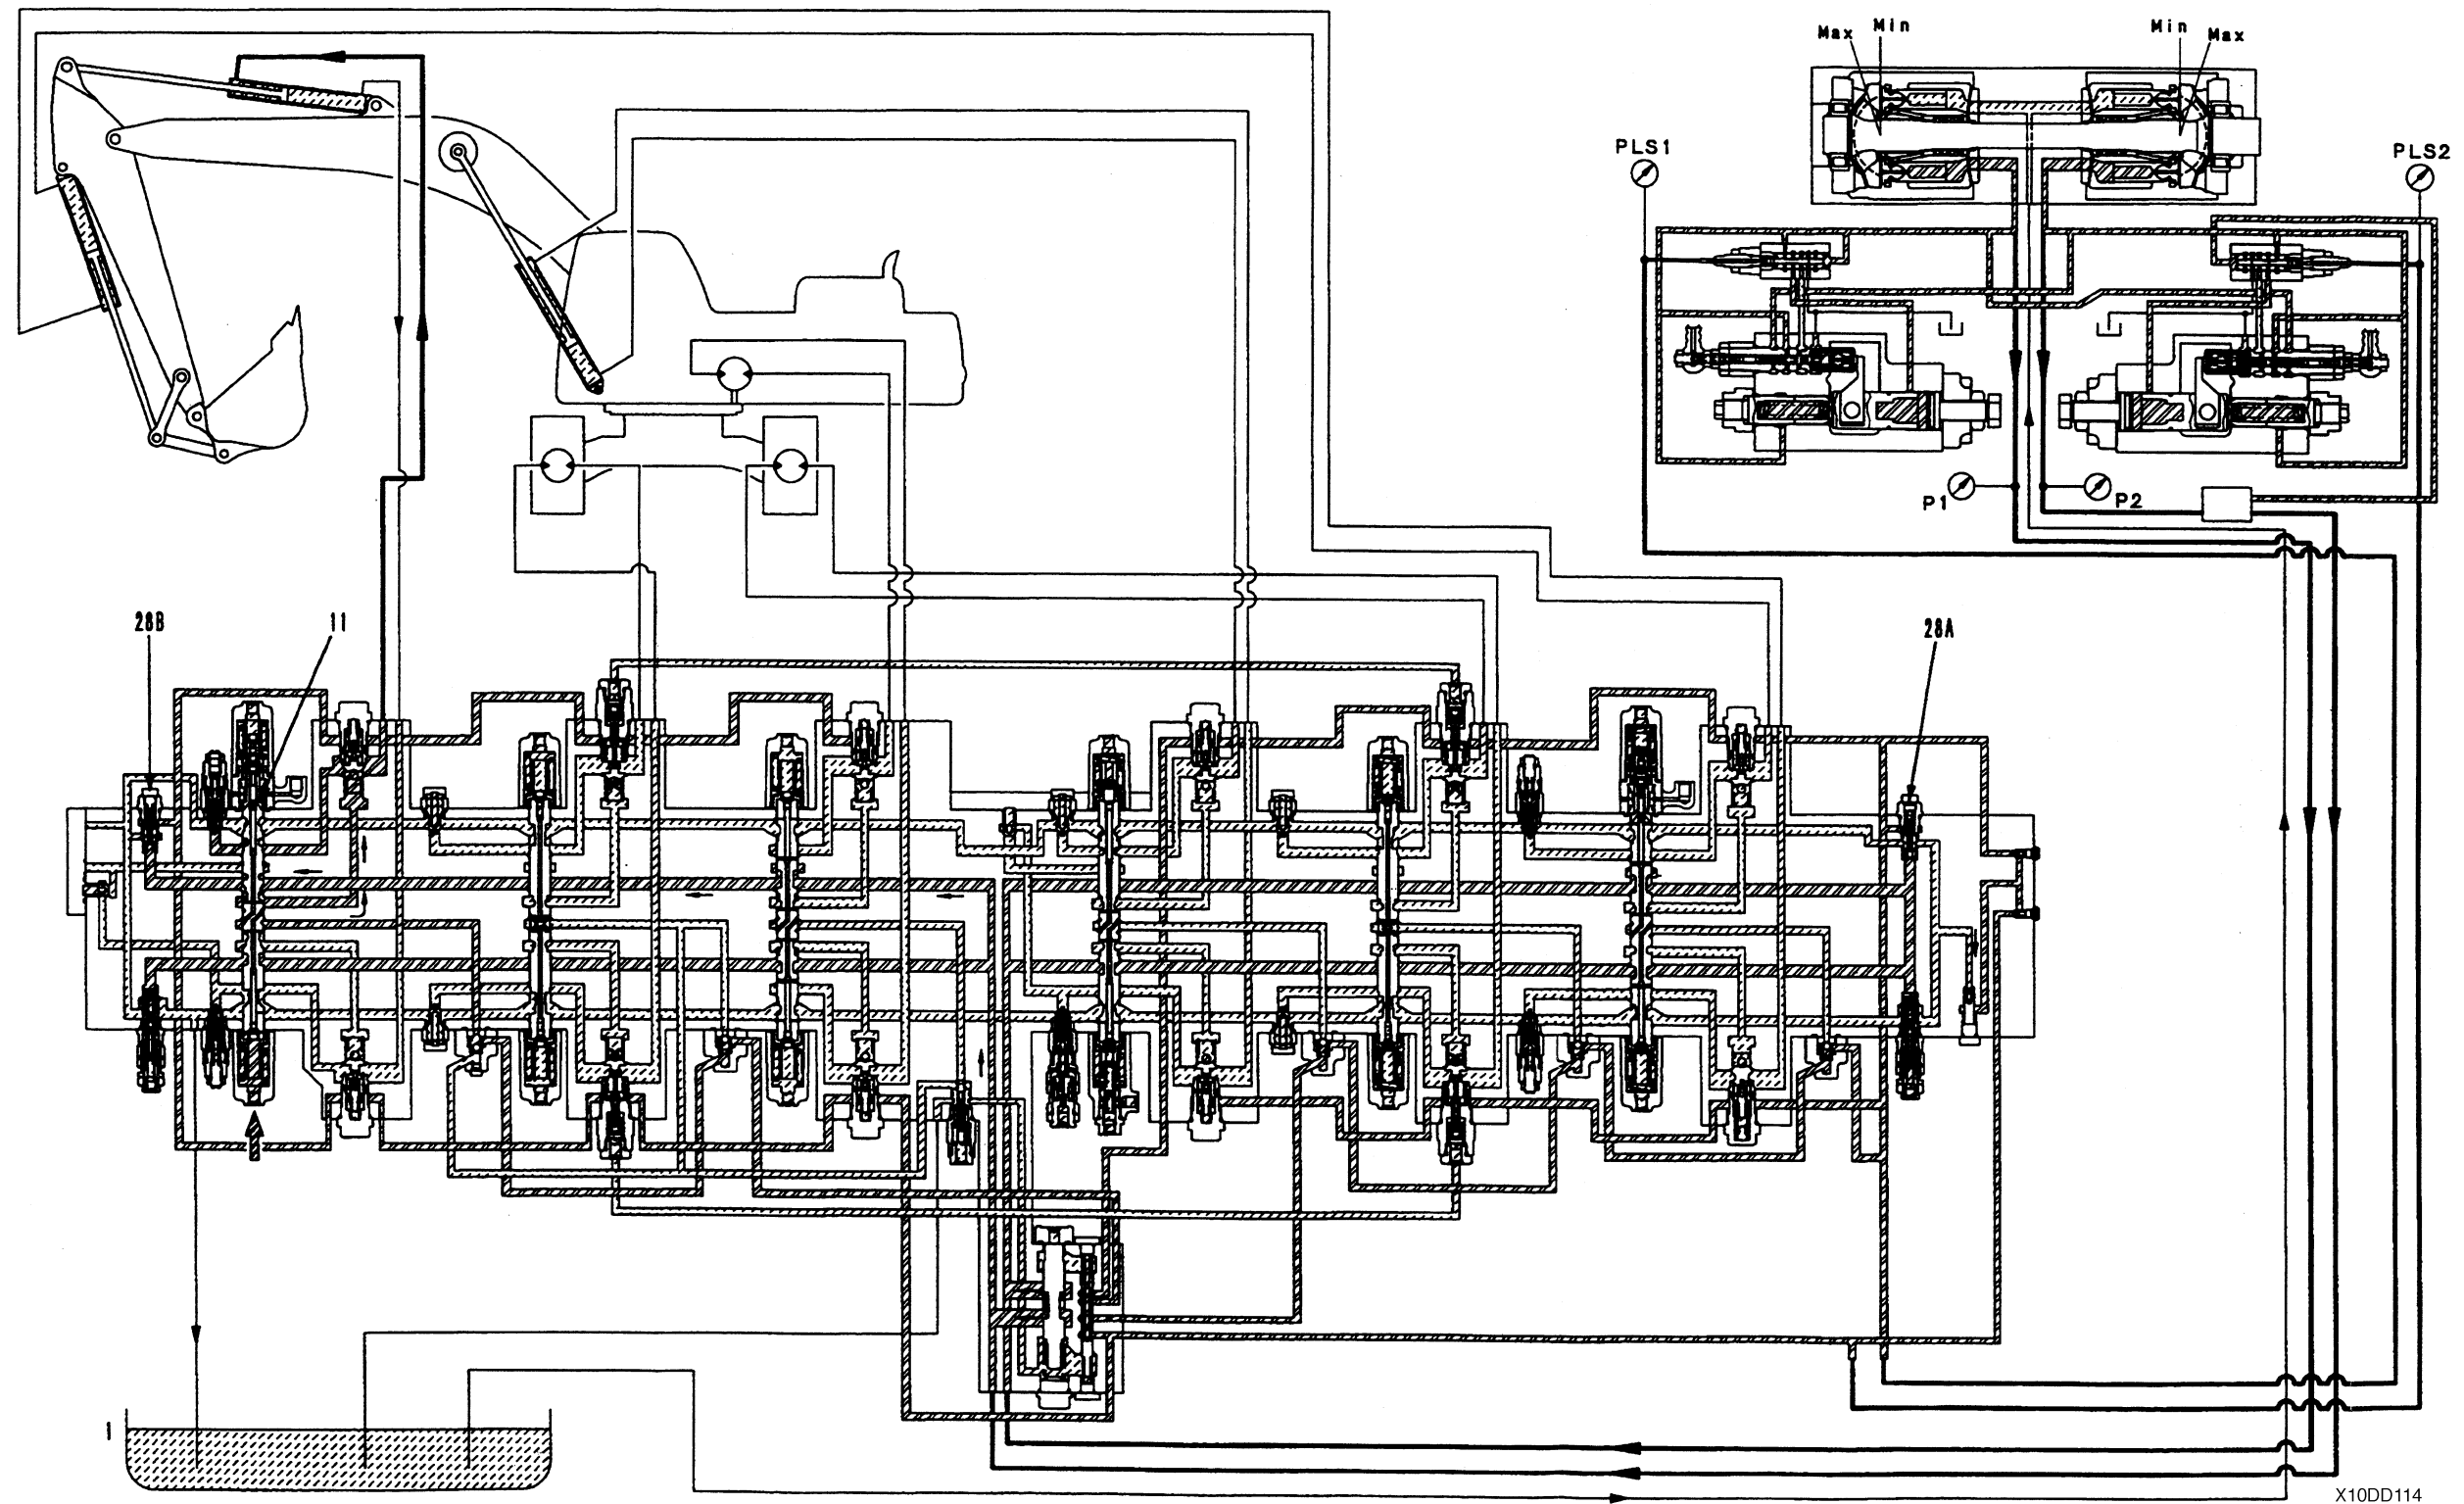 Max Min
Min Max
PLS1
PLS2
P1
P2
28B
11
28A
1
X10DD114